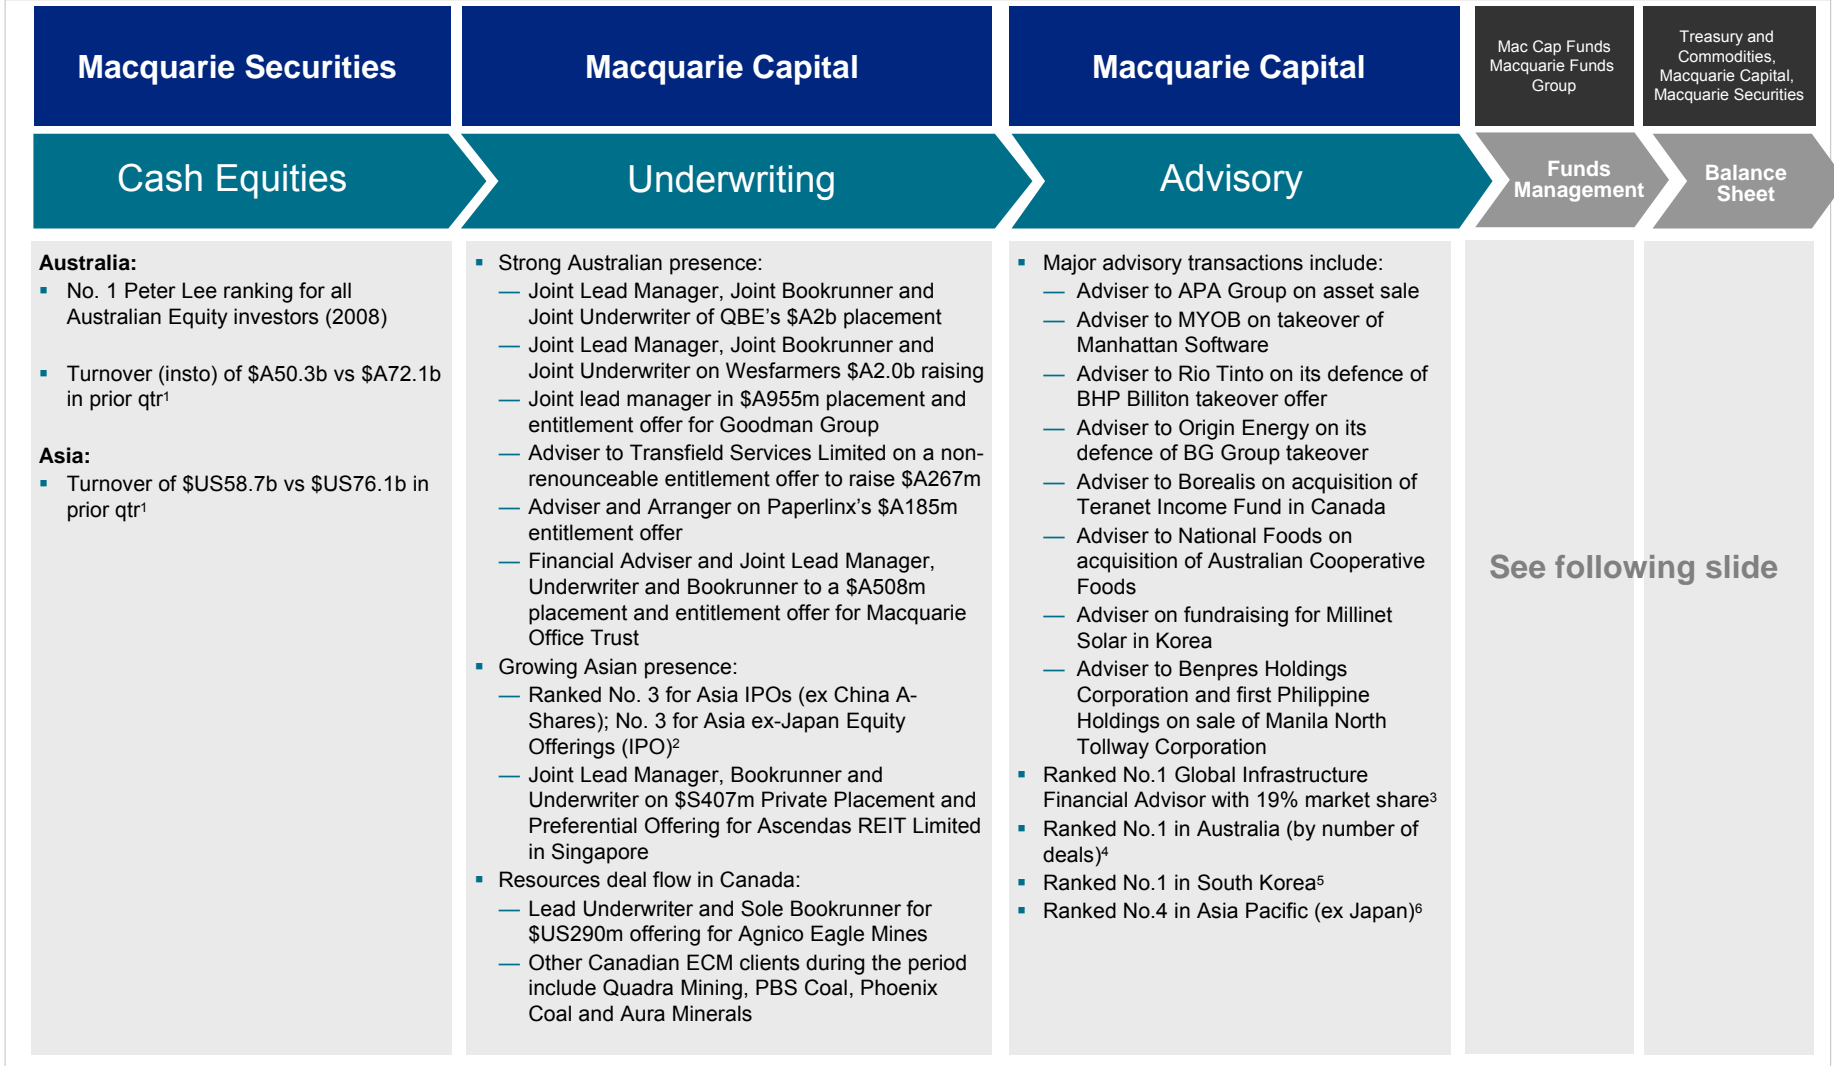 Macquarie Securities
Macquarie Capital
Macquarie Capital
Mac Cap Funds
Macquarie Funds
Group
Treasury and
Commodities,
Macquarie Capital,
Macquarie Securities
Cash Equities
Underwriting
Advisory
Funds
Management
Balance
Sheet
Australia:
▪ No. 1 Peter Lee ranking for all
Australian Equity investors (2008)
▪ Turnover (insto) of $A50.3b vs $A72.1b
in prior qtr¹
Asia:
▪ Turnover of $US58.7b vs $US76.1b in
prior qtr¹
▪ Strong Australian presence:
— Joint Lead Manager, Joint Bookrunner and
Joint Underwriter of QBE's $A2b placement
— Joint Lead Manager, Joint Bookrunner and
Joint Underwriter on Wesfarmers $A2.0b raising
— Joint lead manager in $A955m placement and
entitlement offer for Goodman Group
— Adviser to Transfield Services Limited on a non-
renounceable entitlement offer to raise $A267m
— Adviser and Arranger on Paperlinx's $A185m
entitlement offer
— Financial Adviser and Joint Lead Manager,
Underwriter and Bookrunner to a $A508m
placement and entitlement offer for Macquarie
Office Trust
▪ Growing Asian presence:
— Ranked No. 3 for Asia IPOs (ex China A-
Shares); No. 3 for Asia ex-Japan Equity
Offerings (IPO)²
— Joint Lead Manager, Bookrunner and
Underwriter on $S407m Private Placement and
Preferential Offering for Ascendas REIT Limited
in Singapore
▪ Resources deal flow in Canada:
— Lead Underwriter and Sole Bookrunner for
$US290m offering for Agnico Eagle Mines
— Other Canadian ECM clients during the period
include Quadra Mining, PBS Coal, Phoenix
Coal and Aura Minerals
▪ Major advisory transactions include:
— Adviser to APA Group on asset sale
— Adviser to MYOB on takeover of
Manhattan Software
— Adviser to Rio Tinto on its defence of
BHP Billiton takeover offer
— Adviser to Origin Energy on its
defence of BG Group takeover
— Adviser to Borealis on acquisition of
Teranet Income Fund in Canada
— Adviser to National Foods on
acquisition of Australian Cooperative
Foods
— Adviser on fundraising for Millinet
Solar in Korea
— Adviser to Benpres Holdings
Corporation and first Philippine
Holdings on sale of Manila North
Tollway Corporation
▪ Ranked No.1 Global Infrastructure
Financial Advisor with 19% market share³
▪ Ranked No.1 in Australia (by number of
deals)⁴
▪ Ranked No.1 in South Korea⁵
▪ Ranked No.4 in Asia Pacific (ex Japan)⁶
See following slide